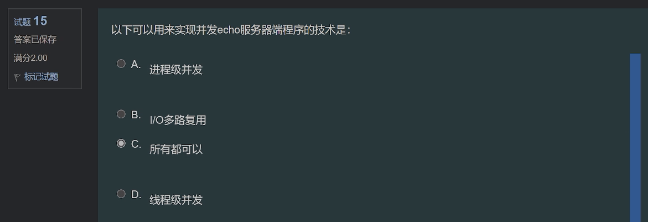 试题 15
答案已保存
满分2.00
标记试题
以下可以用来实现并发echo服务器端程序的技术是：
A. 进程级并发
B. I/O多路复用
C. 所有都可以
D. 线程级并发